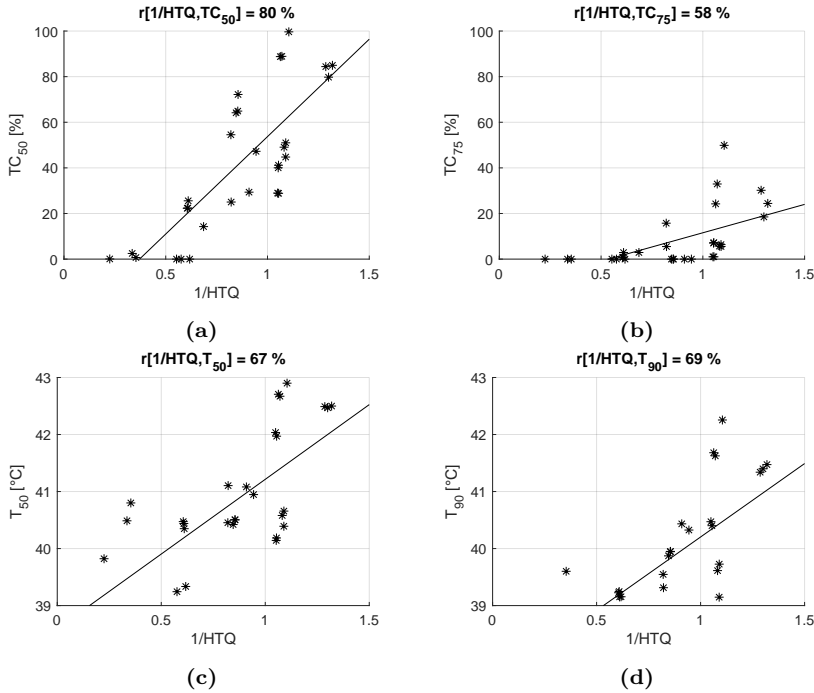 r[1/HTQ,TC50] = 80 %
100
80
60
40
20
0
TC50 [%]
0 0.5 1 1.5
1/HTQ
(a)
r[1/HTQ,TC75] = 58 %
100
80
60
40
20
0
TC75 [%]
0 0.5 1 1.5
1/HTQ
(b)
r[1/HTQ,T50] = 67 %
43
42
41
40
39
T50 [°C]
0 0.5 1 1.5
1/HTQ
(c)
r[1/HTQ,T90] = 69 %
43
42
41
40
39
T90 [°C]
0 0.5 1 1.5
1/HTQ
(d)